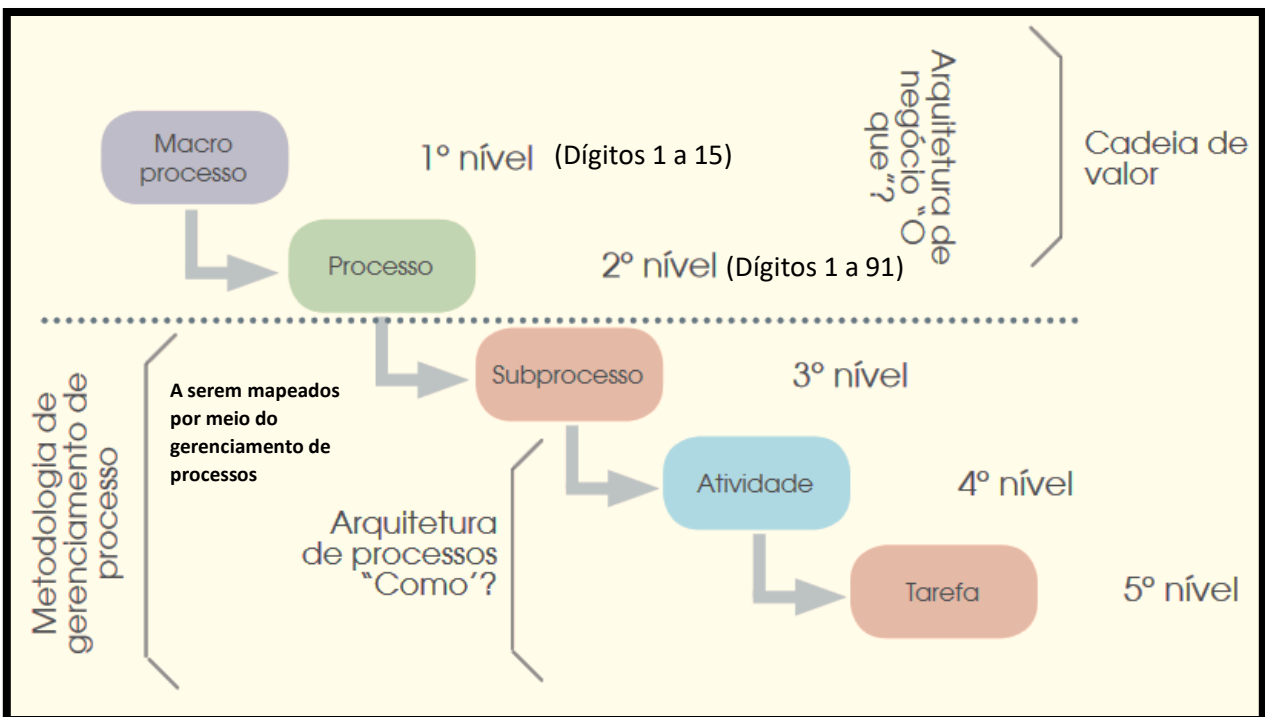 Macro
processo
1º nível (Dígitos 1 a 15)
Arquitetura de
negócio "O
que"?
Cadeia de
valor
Processo
2º nível (Dígitos 1 a 91)
Subprocesso
3º nível
Metodologia de
gerenciamento de
processo
A serem mapeados
por meio do
gerenciamento de
processos
Atividade
4º nível
Arquitetura
de processos
"Como'?
Tarefa
5º nível